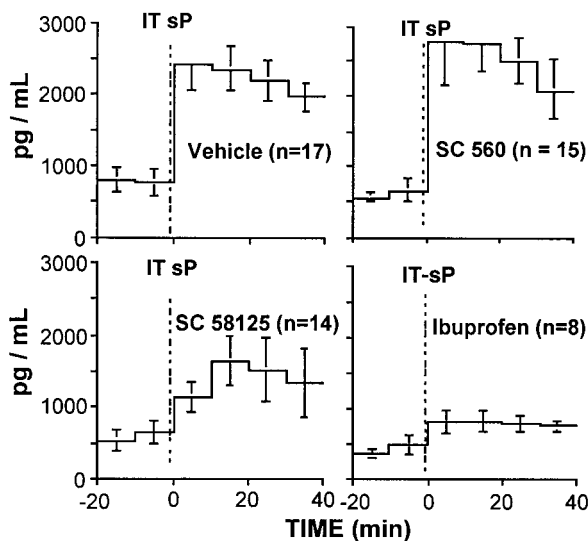 IT sP
IT sP
3000
2000
1000
0
pg / mL
Vehicle (n=17)
SC 560 (n = 15)
IT sP
IT-sP
3000
2000
1000
0
pg / mL
SC 58125 (n=14)
Ibuprofen (n=8)
-20
0
20
40
-20
0
20
40
TIME (min)